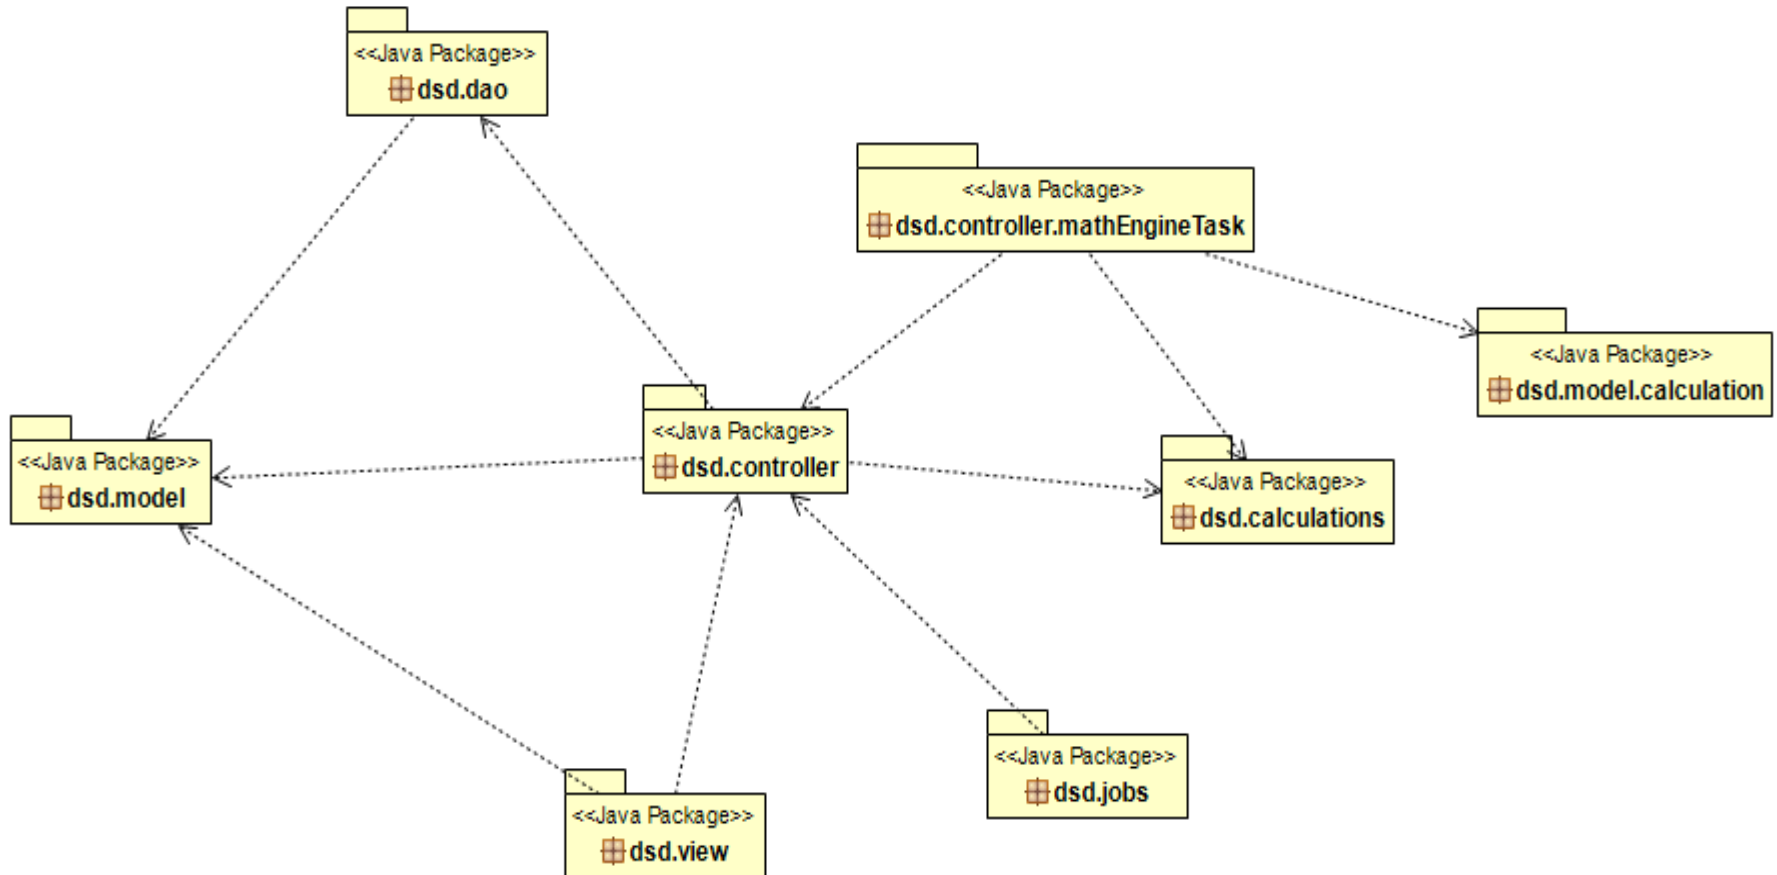 <<Java Package>>
dsd.dao
<<Java Package>>
dsd.controller.mathEngineTask
<<Java Package>>
dsd.model.calculation
<<Java Package>>
dsd.controller
<<Java Package>>
dsd.model
<<Java Package>>
dsd.calculations
<<Java Package>>
dsd.jobs
<<Java Package>>
dsd.view